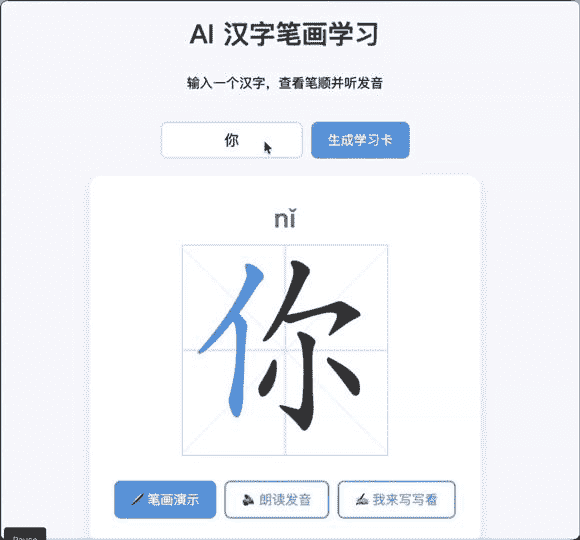 AI 汉字笔画学习
输入一个汉字，查看笔顺并听发音
你 生成学习卡
nǐ
你
笔画演示 朗读发音 我来写写看